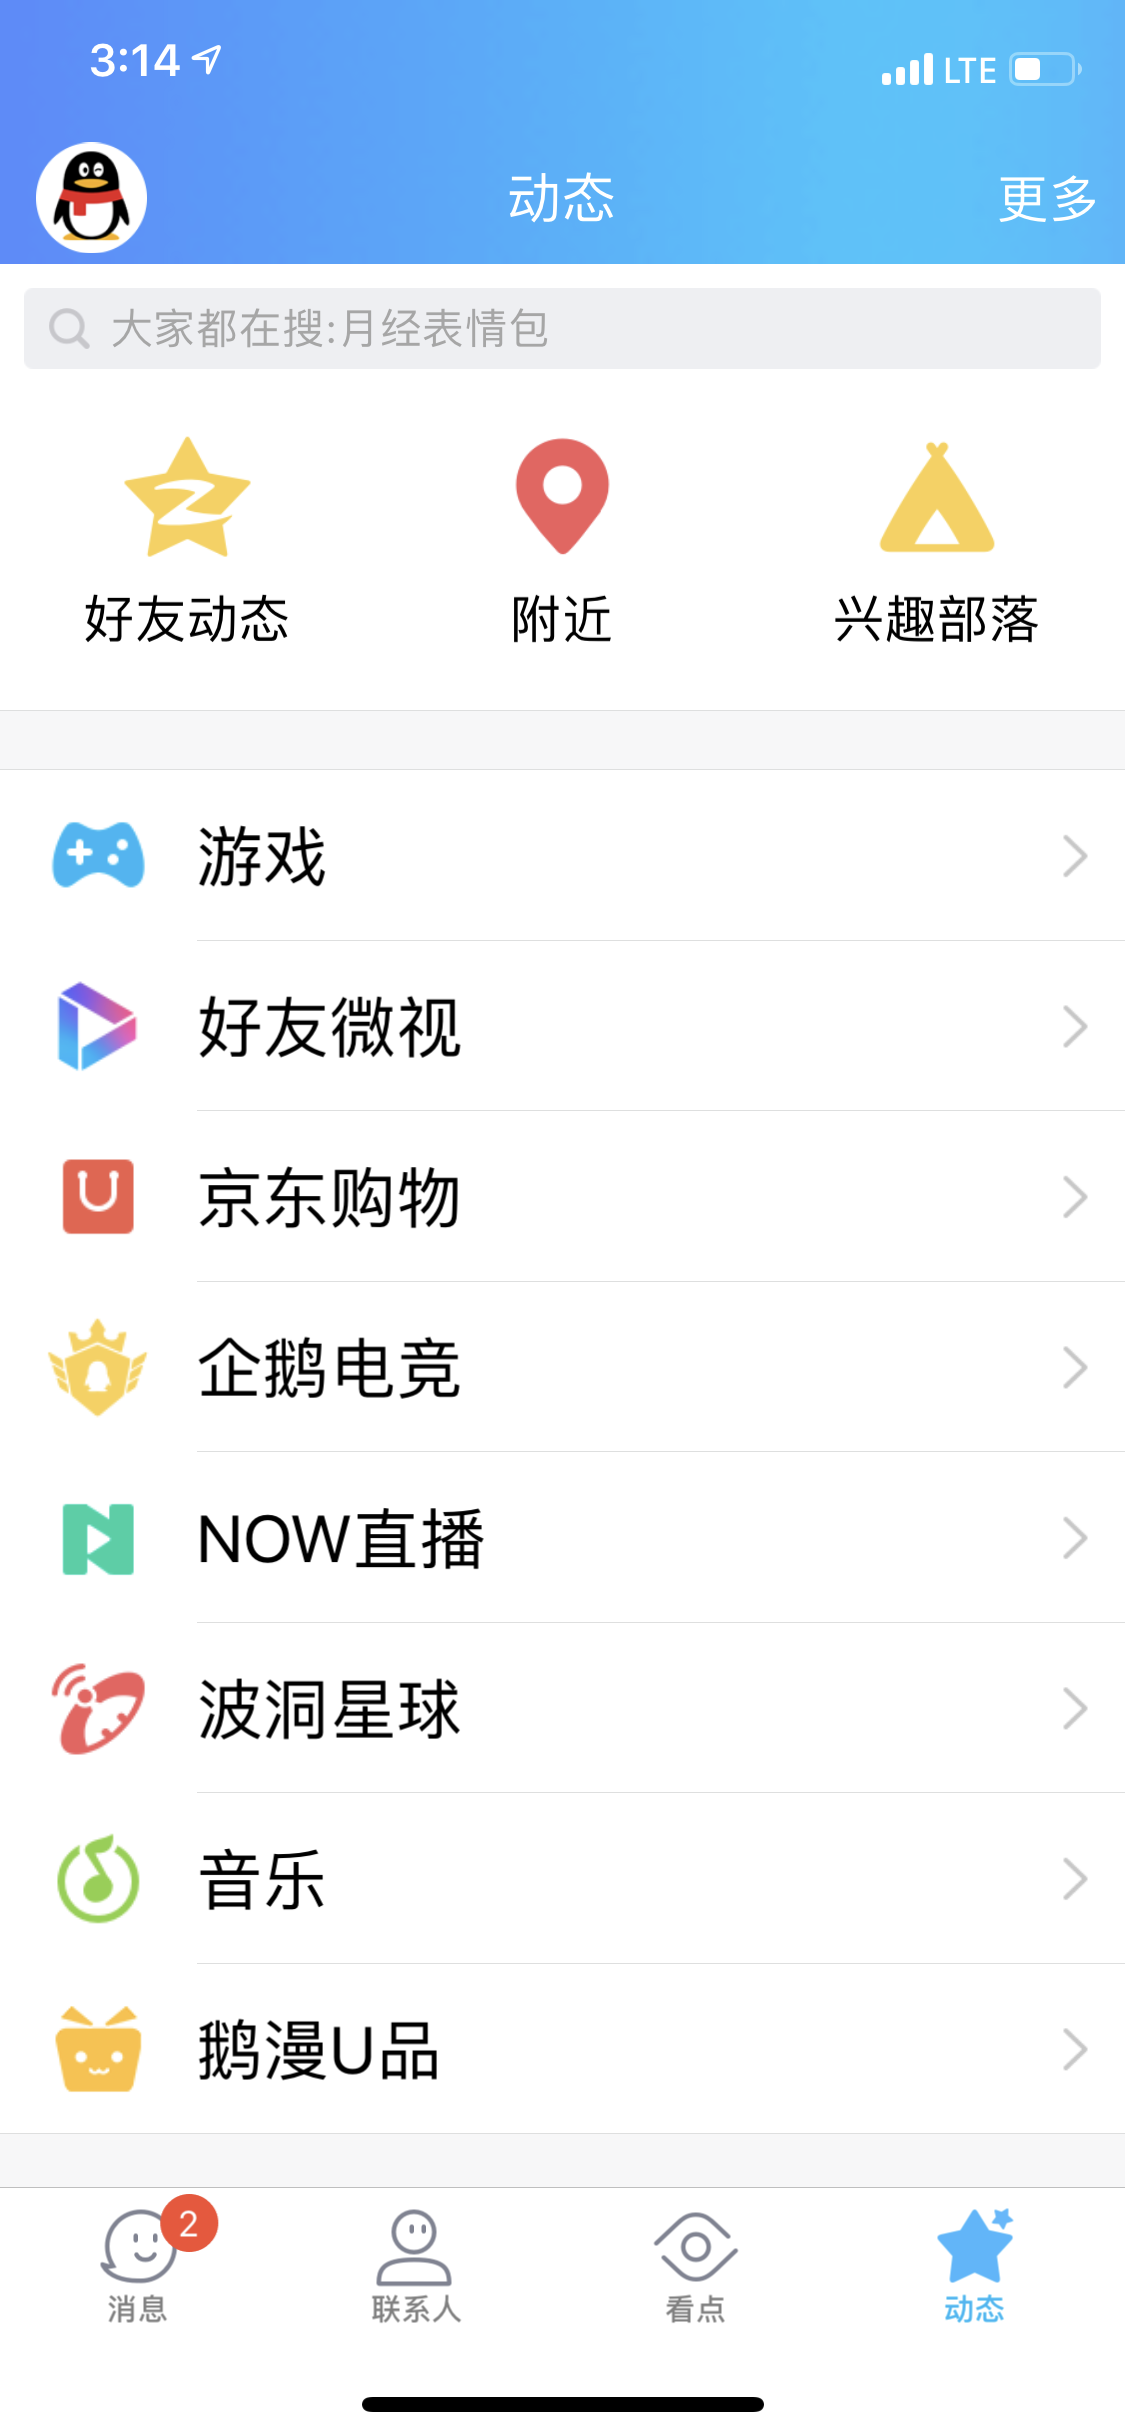 3:14
LTE
动态
更多
大家都在搜:月经表情包
好友动态
附近
兴趣部落
游戏
好友微视
京东购物
企鹅电竞
NOW直播
波洞星球
音乐
鹅漫U品
2
消息
联系人
看点
动态